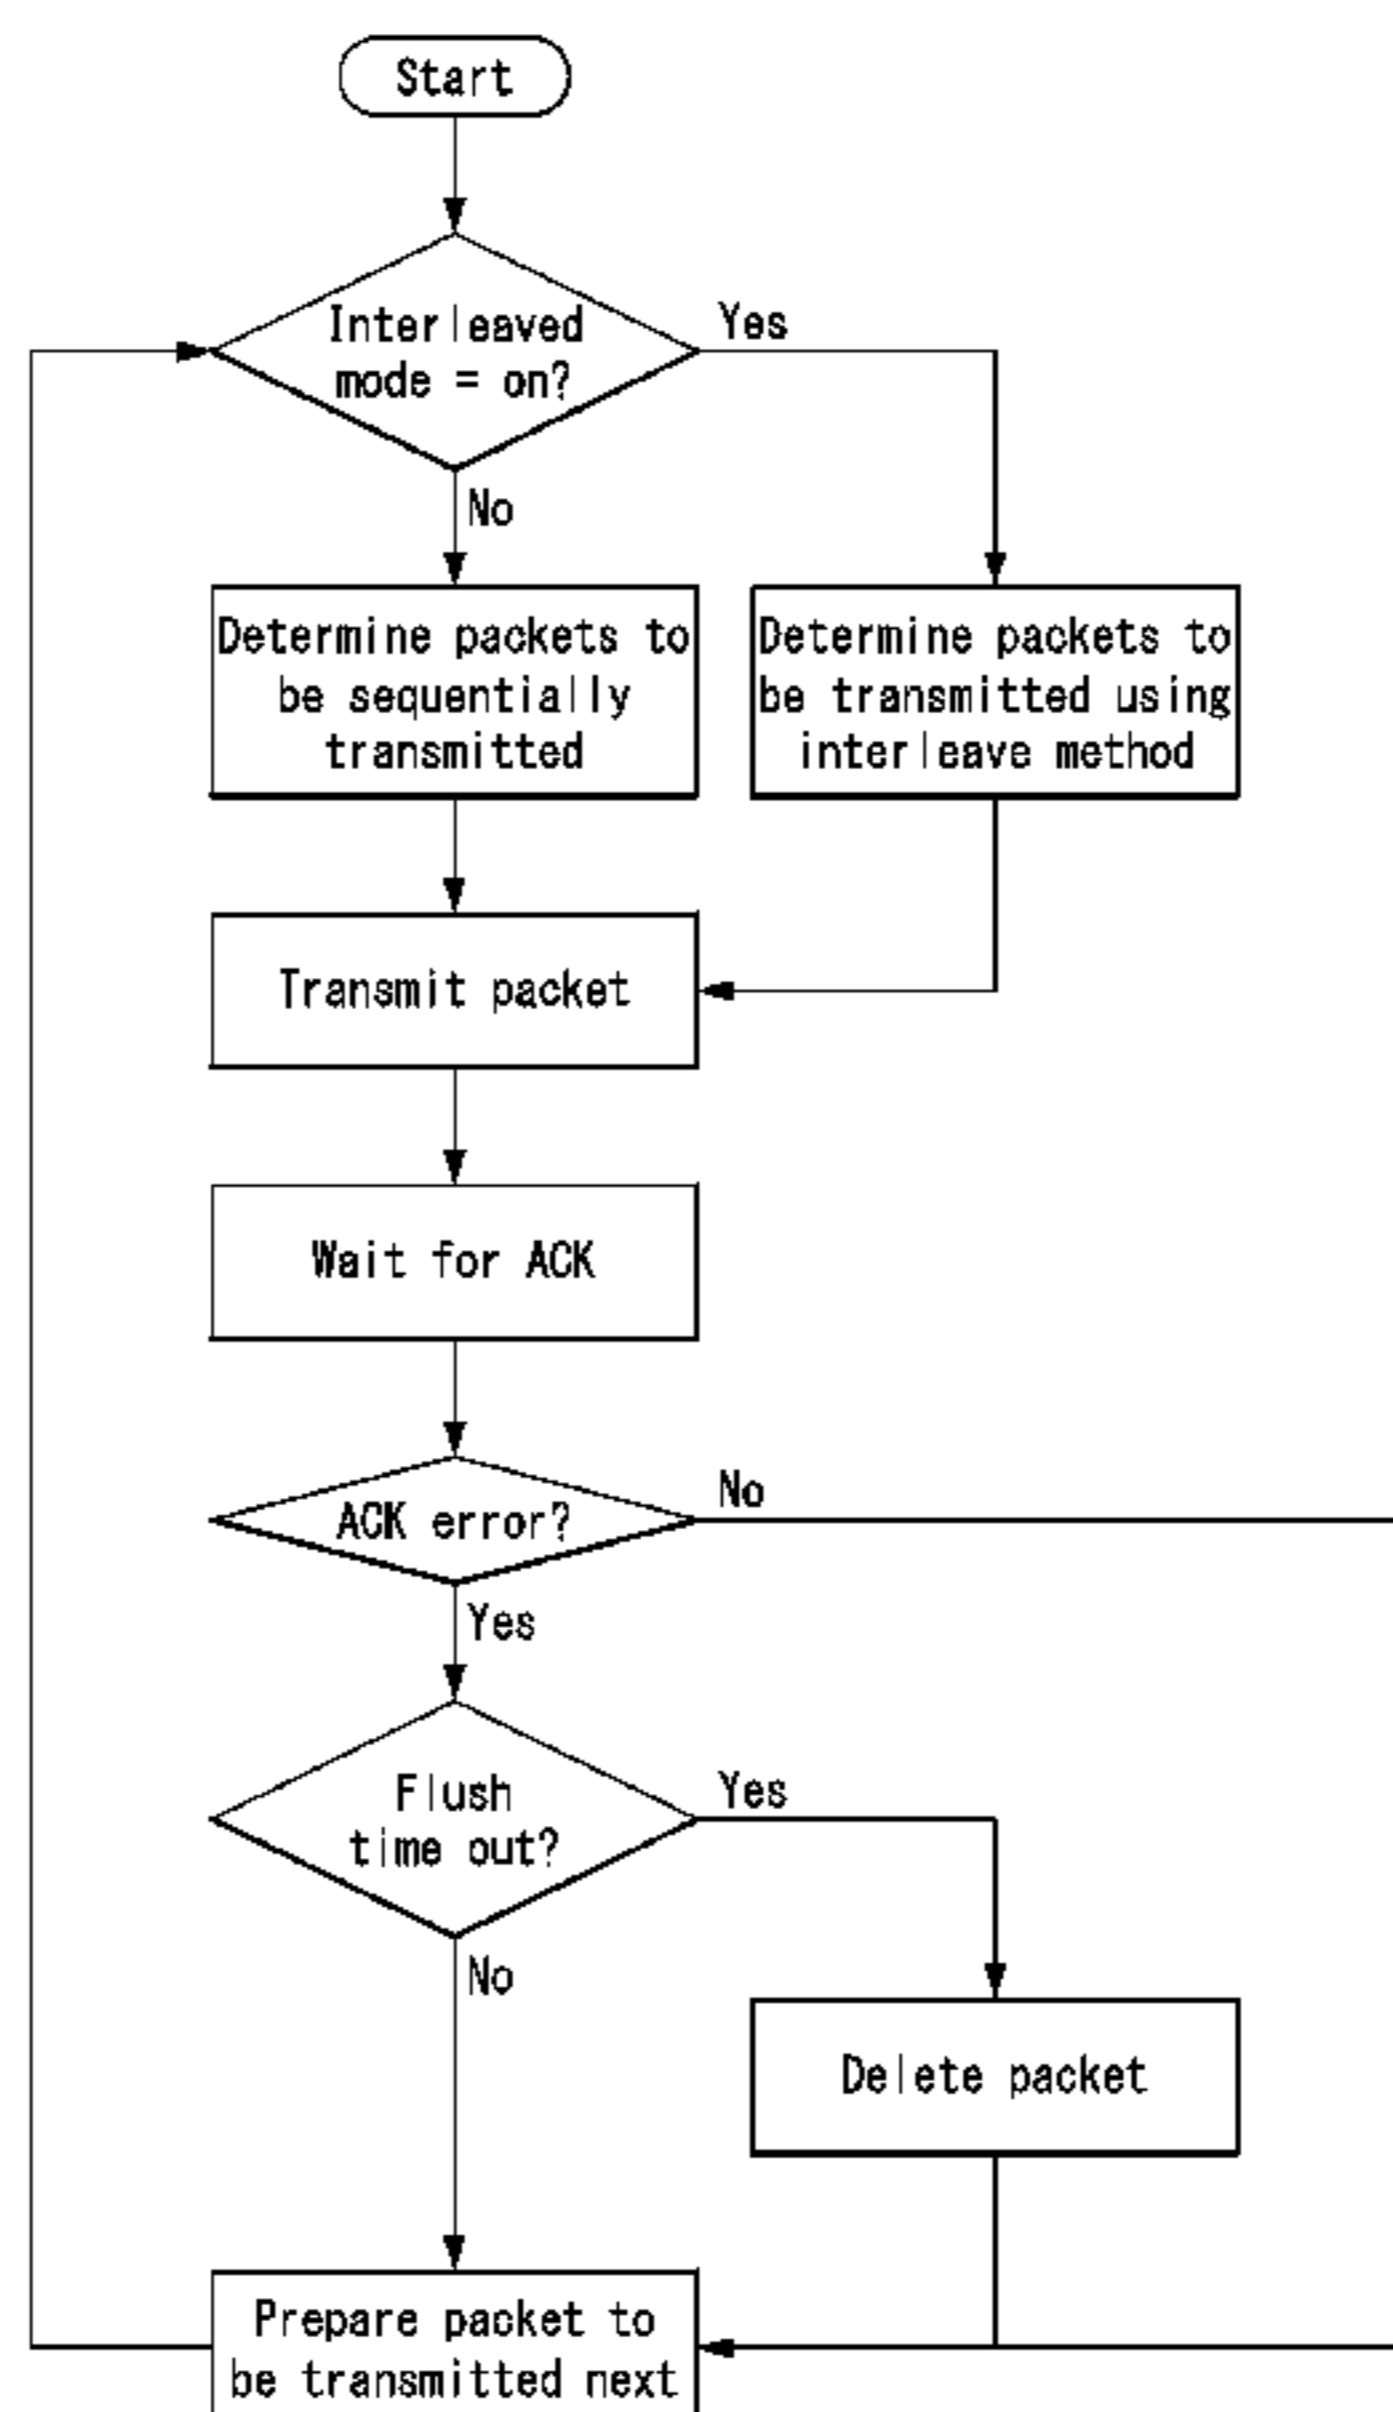 Start
Interleaved
mode = on?
Yes
No
Determine packets to
be sequentially
transmitted
Determine packets to
be transmitted using
interleave method
Transmit packet
Wait for ACK
ACK error?
No
Yes
Flush
time out?
Yes
No
Delete packet
Prepare packet to
be transmitted next